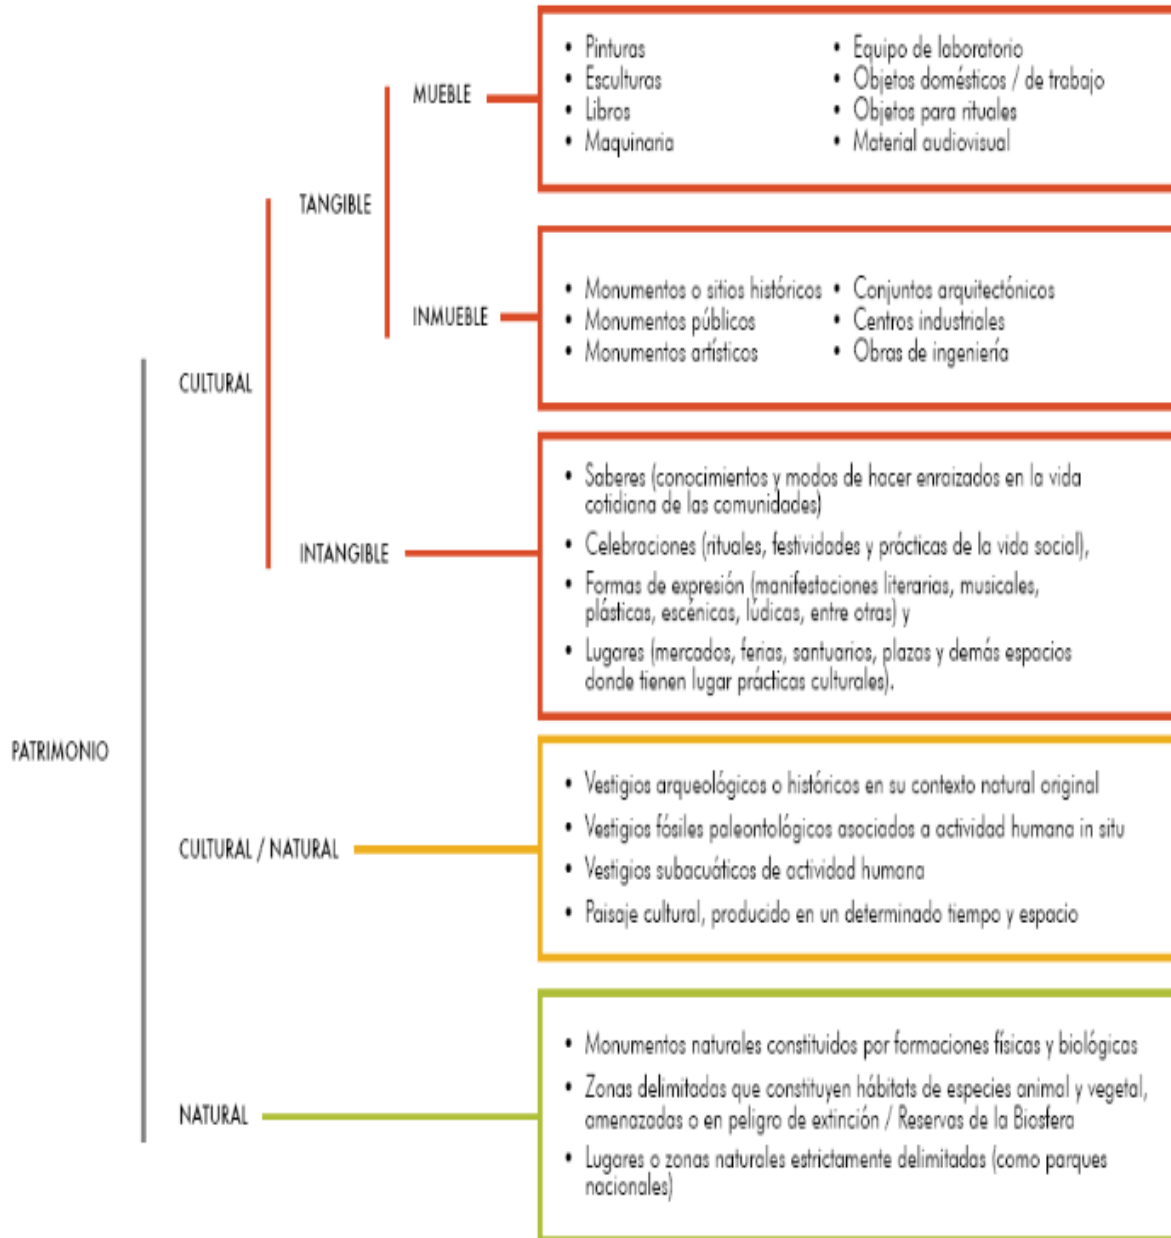 PATRIMONIO
CULTURAL
TANGIBLE
MUEBLE
• Pinturas
• Esculturas
• Libros
• Maquinaria
• Equipo de laboratorio
• Objetos domésticos / de trabajo
• Objetos para rituales
• Material audiovisual
INMUEBLE
• Monumentos o sitios históricos
• Monumentos públicos
• Monumentos artísticos
• Conjuntos arquitectónicos
• Centros industriales
• Obras de ingeniería
INTANGIBLE
• Saberes (conocimientos y modos de hacer enraizados en la vida
cotidiana de las comunidades)
• Celebraciones (rituales, festividades y prácticas de la vida social),
• Formas de expresión (manifestaciones literarias, musicales,
plásticas, escénicas, lúdicas, entre otras) y
• Lugares (mercados, ferias, santuarios, plazas y demás espacios
donde tienen lugar prácticas culturales).
CULTURAL / NATURAL
• Vestigios arqueológicos o históricos en su contexto natural original
• Vestigios fósiles paleontológicos asociados a actividad humana in situ
• Vestigios subacuáticos de actividad humana
• Paisaje cultural, producido en un determinado tiempo y espacio
NATURAL
• Monumentos naturales constituidos por formaciones físicas y biológicas
• Zonas delimitadas que constituyen hábitats de especies animal y vegetal,
amenazadas o en peligro de extinción / Reservas de la Biosfera
• Lugares o zonas naturales estrictamente delimitadas (como parques
nacionales)